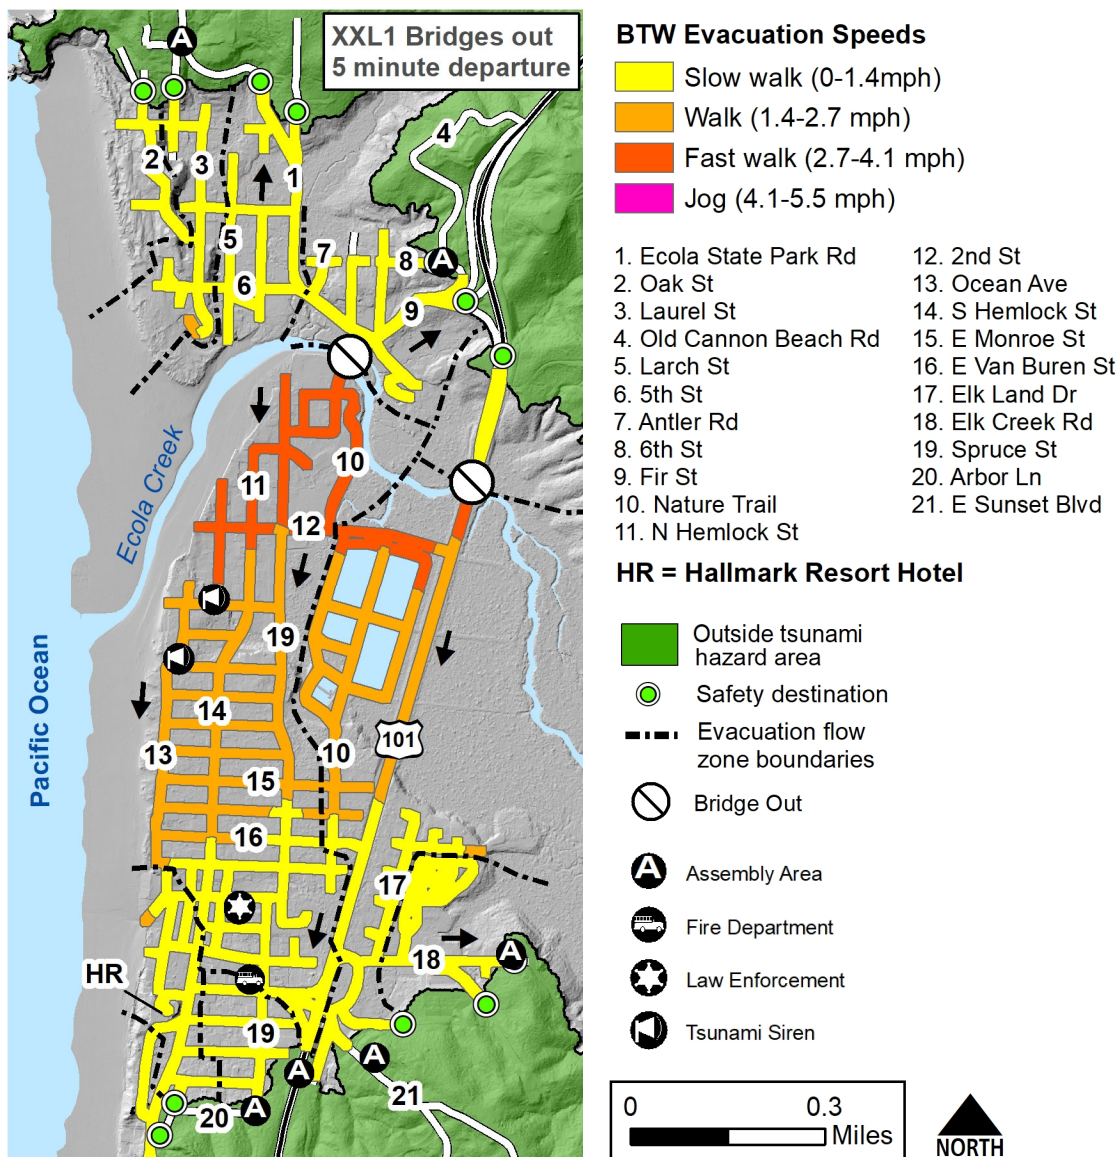 XXL1 Bridges out
5 minute departure
A
4
2
3
1
5
7
8
A
6
9
Ecola Creek
10
11
12
19
14
13
10
101
15
16
17
18
A
HR
19
A
A
21
20
A
Pacific Ocean
BTW Evacuation Speeds
Slow walk (0-1.4mph)
Walk (1.4-2.7 mph)
Fast walk (2.7-4.1 mph)
Jog (4.1-5.5 mph)
1. Ecola State Park Rd
2. Oak St
3. Laurel St
4. Old Cannon Beach Rd
5. Larch St
6. 5th St
7. Antler Rd
8. 6th St
9. Fir St
10. Nature Trail
11. N Hemlock St
12. 2nd St
13. Ocean Ave
14. S Hemlock St
15. E Monroe St
16. E Van Buren St
17. Elk Land Dr
18. Elk Creek Rd
19. Spruce St
20. Arbor Ln
21. E Sunset Blvd
HR = Hallmark Resort Hotel
Outside tsunami
hazard area
Safety destination
Evacuation flow
zone boundaries
Bridge Out
A Assembly Area
Fire Department
Law Enforcement
Tsunami Siren
0 0.3
Miles
NORTH